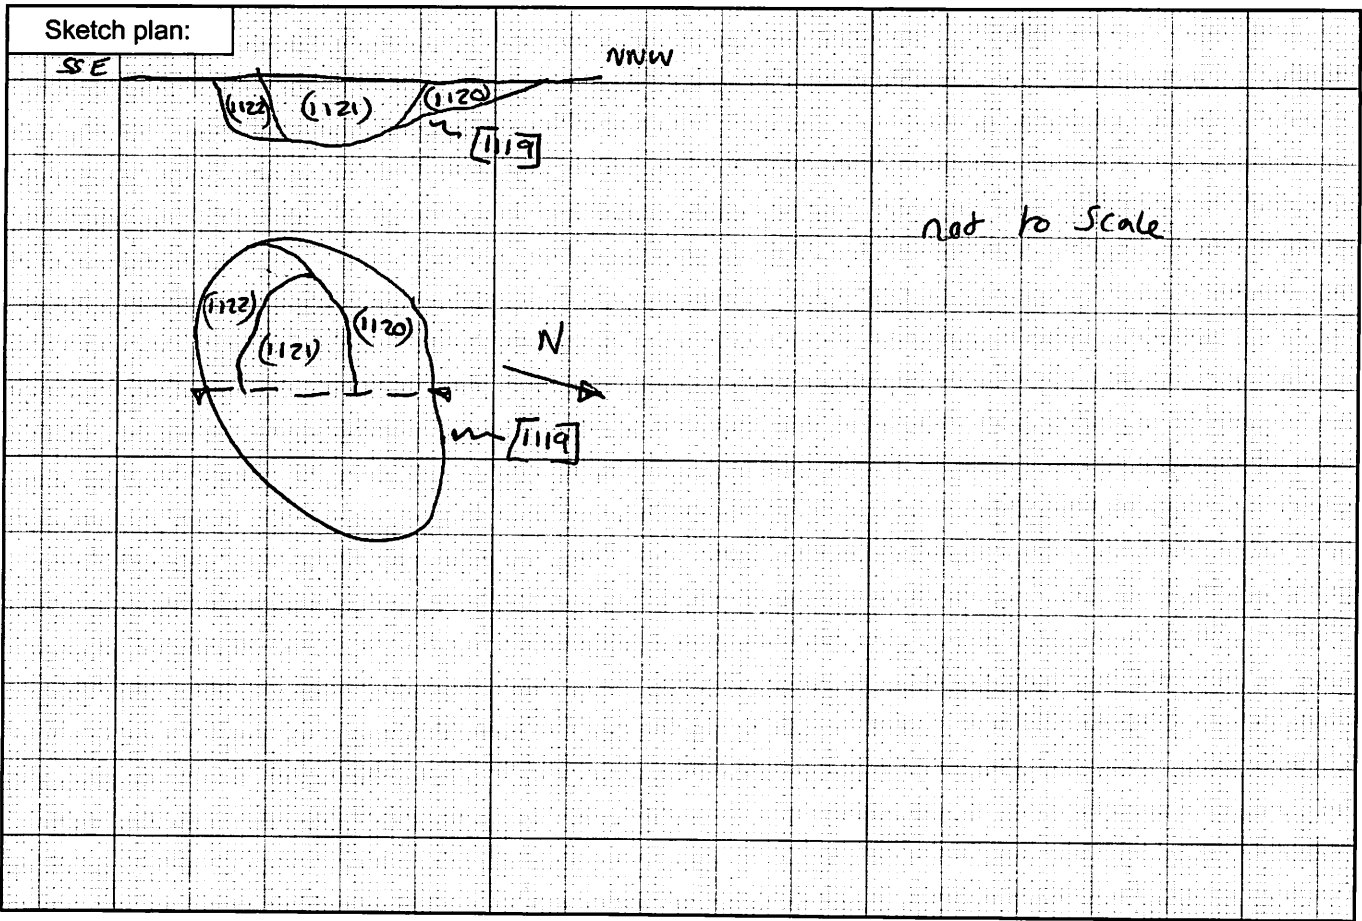 Sketch plan:
SSE
NNW
(1122) (1121) (1120)
[1119]
not to Scale
(1122)
(1120)
(1121)
N
[1119]